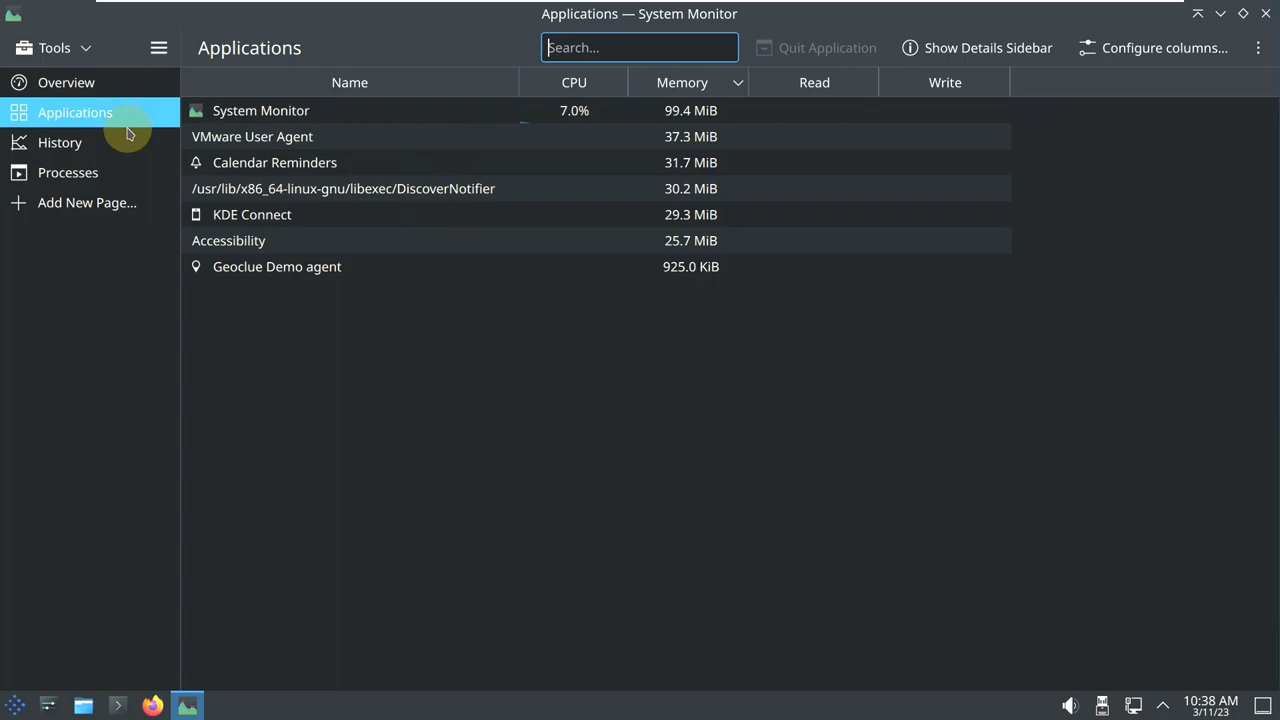 Applications — System Monitor
Tools
Applications
Search...
Quit Application
Show Details Sidebar
Configure columns...
Overview
Applications
History
Processes
Add New Page...
Name CPU Memory Read Write
System Monitor 7.0% 99.4 MiB
VMware User Agent 37.3 MiB
Calendar Reminders 31.7 MiB
/usr/lib/x86_64-linux-gnu/libexec/DiscoverNotifier 30.2 MiB
KDE Connect 29.3 MiB
Accessibility 25.7 MiB
Geoclue Demo agent 925.0 KiB
10:38 AM
3/11/23